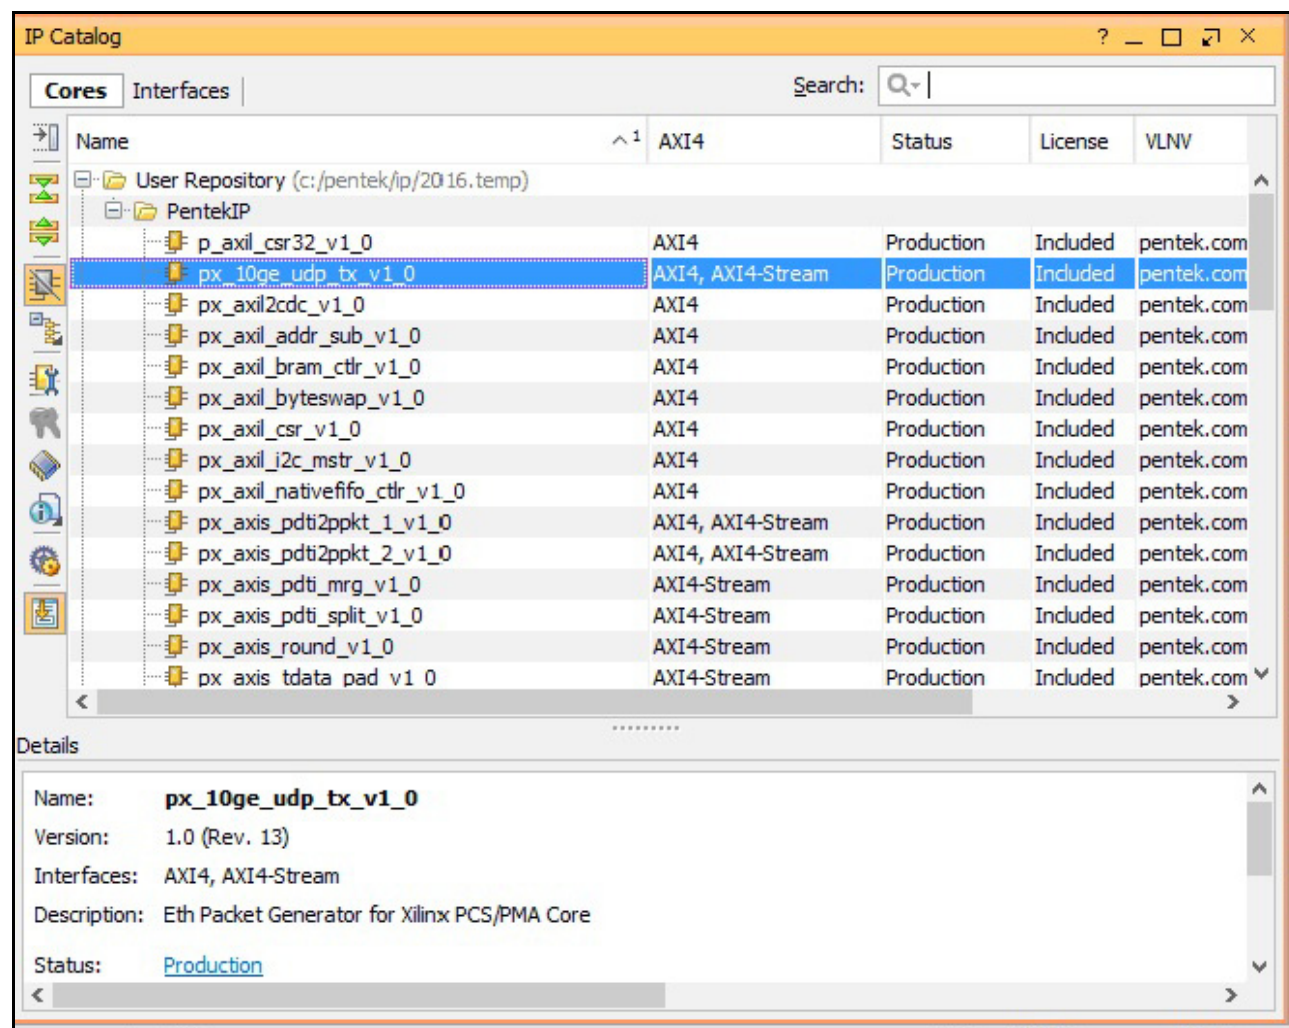 IP Catalog ?
Cores Interfaces Search:
Name 1 AXI4 Status License VLNV
User Repository (c:/pentek/ip/2016.temp)
PentekIP
p_axil_csr32_v1_0 AXI4 Production Included pentek.com
px_10ge_udp_tx_v1_0 AXI4, AXI4-Stream Production Included pentek.com
px_axil2cdc_v1_0 AXI4 Production Included pentek.com
px_axil_addr_sub_v1_0 AXI4 Production Included pentek.com
px_axil_bram_ctlr_v1_0 AXI4 Production Included pentek.com
px_axil_byteswap_v1_0 AXI4 Production Included pentek.com
px_axil_csr_v1_0 AXI4 Production Included pentek.com
px_axil_i2c_mstr_v1_0 AXI4 Production Included pentek.com
px_axil_nativefifo_ctlr_v1_0 AXI4 Production Included pentek.com
px_axis_pdti2ppkt_1_v1_0 AXI4, AXI4-Stream Production Included pentek.com
px_axis_pdti2ppkt_2_v1_0 AXI4, AXI4-Stream Production Included pentek.com
px_axis_pdti_mrg_v1_0 AXI4-Stream Production Included pentek.com
px_axis_pdti_split_v1_0 AXI4-Stream Production Included pentek.com
px_axis_round_v1_0 AXI4-Stream Production Included pentek.com
px_axis_tdata_pad_v1_0 AXI4-Stream Production Included pentek.com
Details
Name: px_10ge_udp_tx_v1_0
Version: 1.0 (Rev. 13)
Interfaces: AXI4, AXI4-Stream
Description: Eth Packet Generator for Xilinx PCS/PMA Core
Status: Production